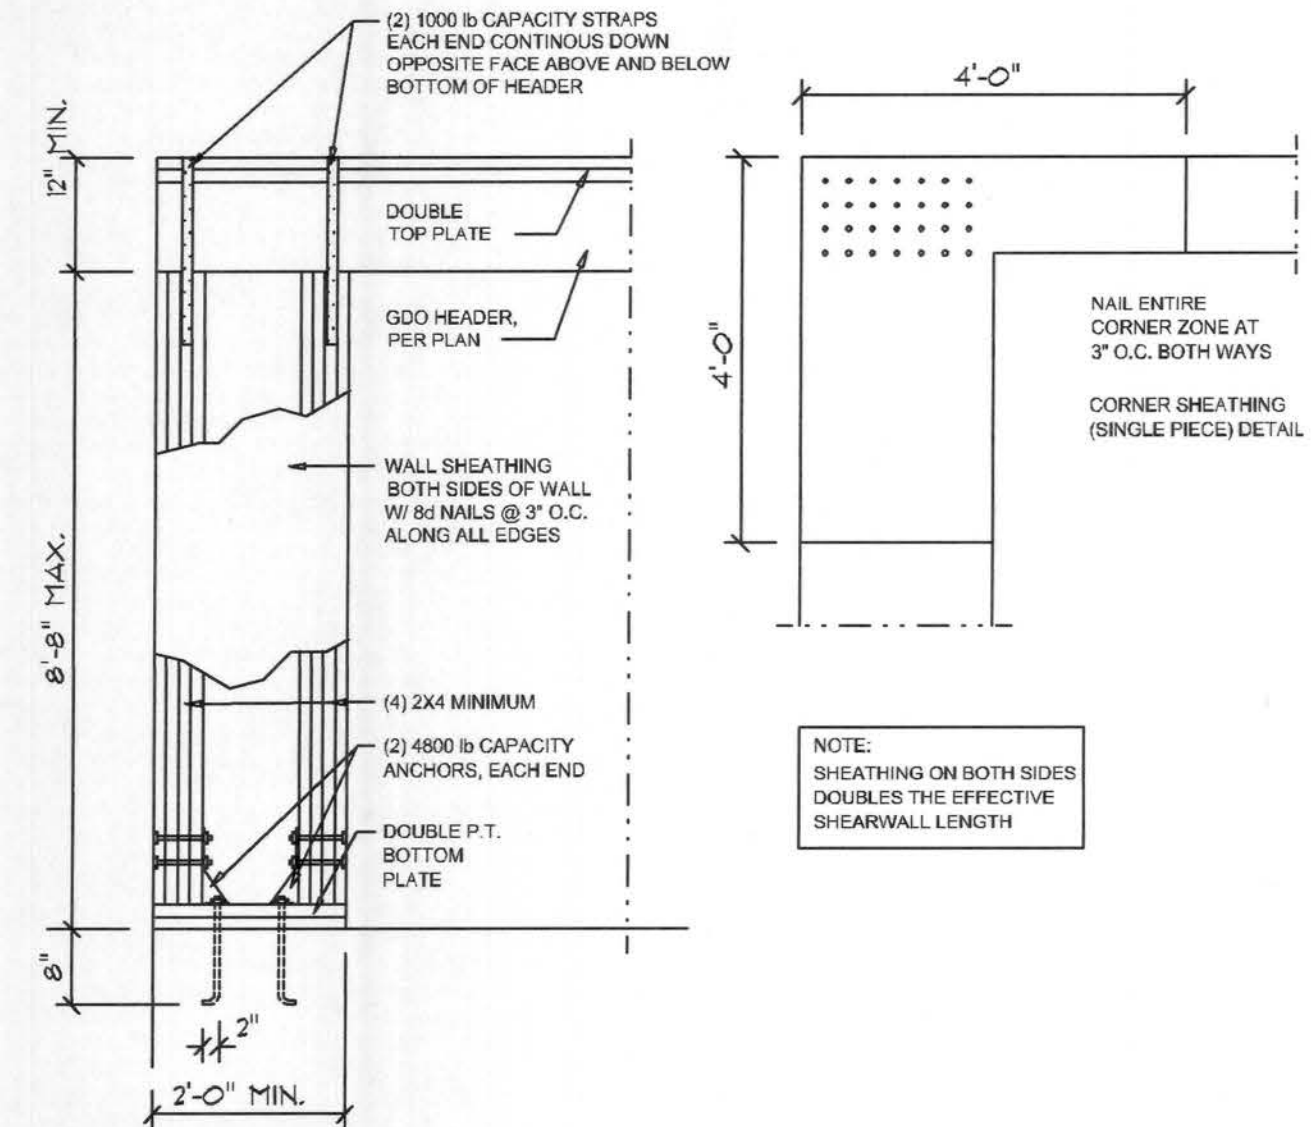 (2) 1000 lb CAPACITY STRAPS
EACH END CONTINOUS DOWN
OPPOSITE FACE ABOVE AND BELOW
BOTTOM OF HEADER
12" MIN.
DOUBLE
TOP PLATE
GDO HEADER,
PER PLAN
WALL SHEATHING
BOTH SIDES OF WALL
W/ 8d NAILS @ 3" O.C.
ALONG ALL EDGES
8'-8" MAX.
(4) 2X4 MINIMUM
(2) 4800 lb CAPACITY
ANCHORS, EACH END
DOUBLE P.T.
BOTTOM
PLATE
8"
2"
2'-0" MIN.
4'-0"
4'-0"
NAIL ENTIRE
CORNER ZONE AT
3" O.C. BOTH WAYS
CORNER SHEATHING
(SINGLE PIECE) DETAIL
NOTE:
SHEATHING ON BOTH SIDES
DOUBLES THE EFFECTIVE
SHEARWALL LENGTH